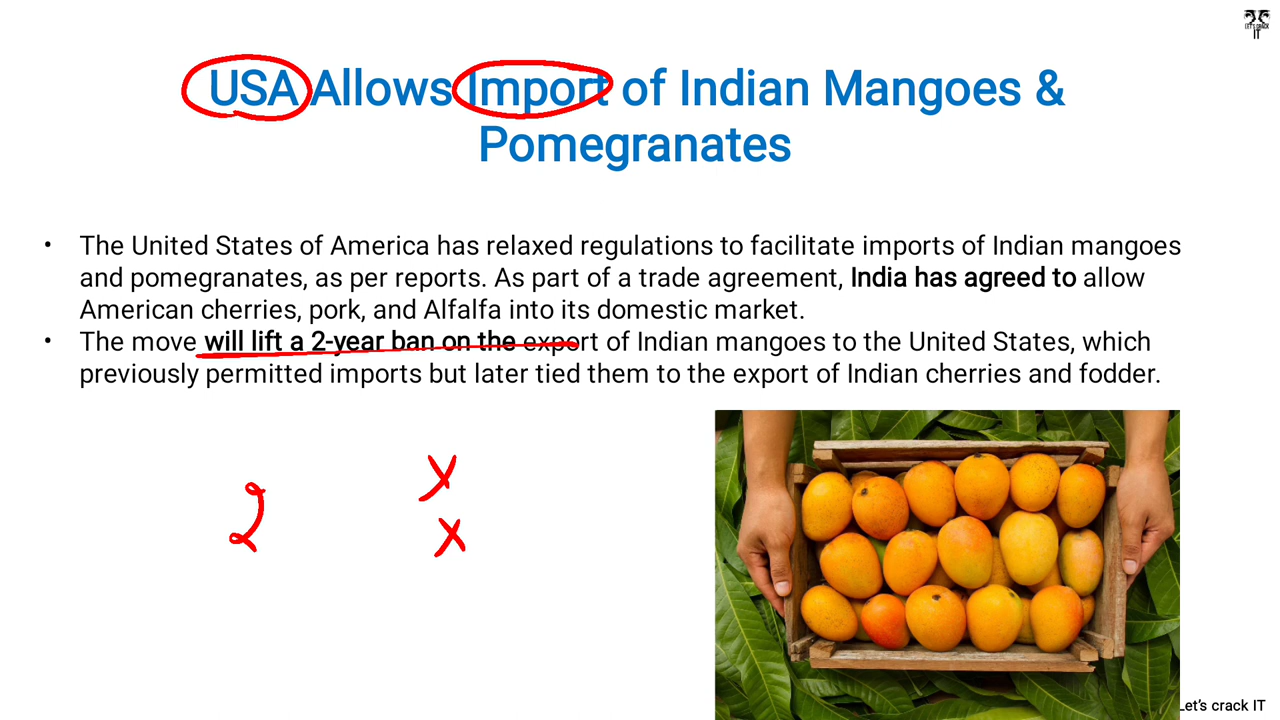 LET'S CRACK
IT
USA Allows Import of Indian Mangoes &
Pomegranates
• The United States of America has relaxed regulations to facilitate imports of Indian mangoes
and pomegranates, as per reports. As part of a trade agreement, India has agreed to allow
American cherries, pork, and Alfalfa into its domestic market.
• The move will lift a 2-year ban on the export of Indian mangoes to the United States, which
previously permitted imports but later tied them to the export of Indian cherries and fodder.
2
x
x
Let's crack IT